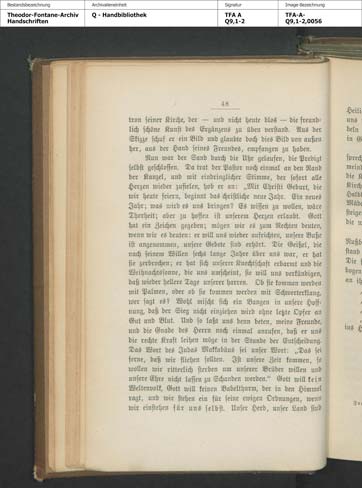 Bestandsbezeichnung
Theodor-Fontane-Archiv
Handschriften
Archivalieneinheit
Q - Handbibliothek
Signatur
TFA A
Q9,1-2
Image-Bezeichnung
TFA-A-
Q9,1-2,0056
48
tron seiner Kirche, der — und nicht heute blos — die freund-
lich schöne Kunst des Ergänzens zu üben verstand. Aus der
Skizze schuf er ein Bild und glaubte doch dies Bild von außen
her, aus der Hand seines Freundes, empfangen zu haben.
Nun war der Sand durch die Uhr gelaufen, die Predigt
selbst geschlossen. Da trat der Pastor noch einmal an den Rand
der Kanzel, und mit eindringlicher Stimme, der sofort alle
Herzen wieder zufielen, hob er an: „Mit Christi Geburt, die
wir heute feiern, beginnt das christliche neue Jahr. Ein neues
Jahr; was wird es uns bringen? Es wissen zu wollen, wäre
Thorheit; aber zu hoffen ist unserem Herzen erlaubt. Gott
hat ein Zeichen gegeben; mögen wir es zum Rechten deuten,
wenn wir es deuten: er will uns wieder aufrichten, unsere Buße
ist angenommen, unsere Gebete sind erhört. Die Geißel, die
nach seinem Willen sechs lange Jahre über uns war, er hat
sie zerbrochen; er hat sich unserer Knechtschaft erbarmt und die
Weihnachtssonne, die uns umscheint, sie will uns verkündigen,
daß wieder hellere Tage unserer harren. Ob sie kommen werden
mit Palmen, oder ob sie kommen werden mit Schwerterklang,
wer sagt es? Wohl mischt sich ein Bangen in unsere Hoff-
nung, daß der Sieg nicht einziehen wird ohne letzte Opfer an
Gut und Blut. Und so laßt uns denn beten, meine Freunde,
und die Gnade des Herrn noch einmal anrufen, daß er uns
die rechte Kraft leihen möge in der Stunde der Entscheidung.
Das Wort des Judas Makkabäus sei unser Wort: „Das sei
ferne, daß wir fliehen sollten. Ist unsere Zeit kommen, so
wollen wir ritterlich sterben um unserer Brüder willen und
unsere Ehre nicht lassen zu Schanden werden." Gott will kein
Weltenvolk, Gott will keinen Babelthurm, der in den Himmel
ragt, und wir stehen ein für seine ewigen Ordnungen, wenn
wir einstehen für uns selbst. Unser Herd, unser Land sind